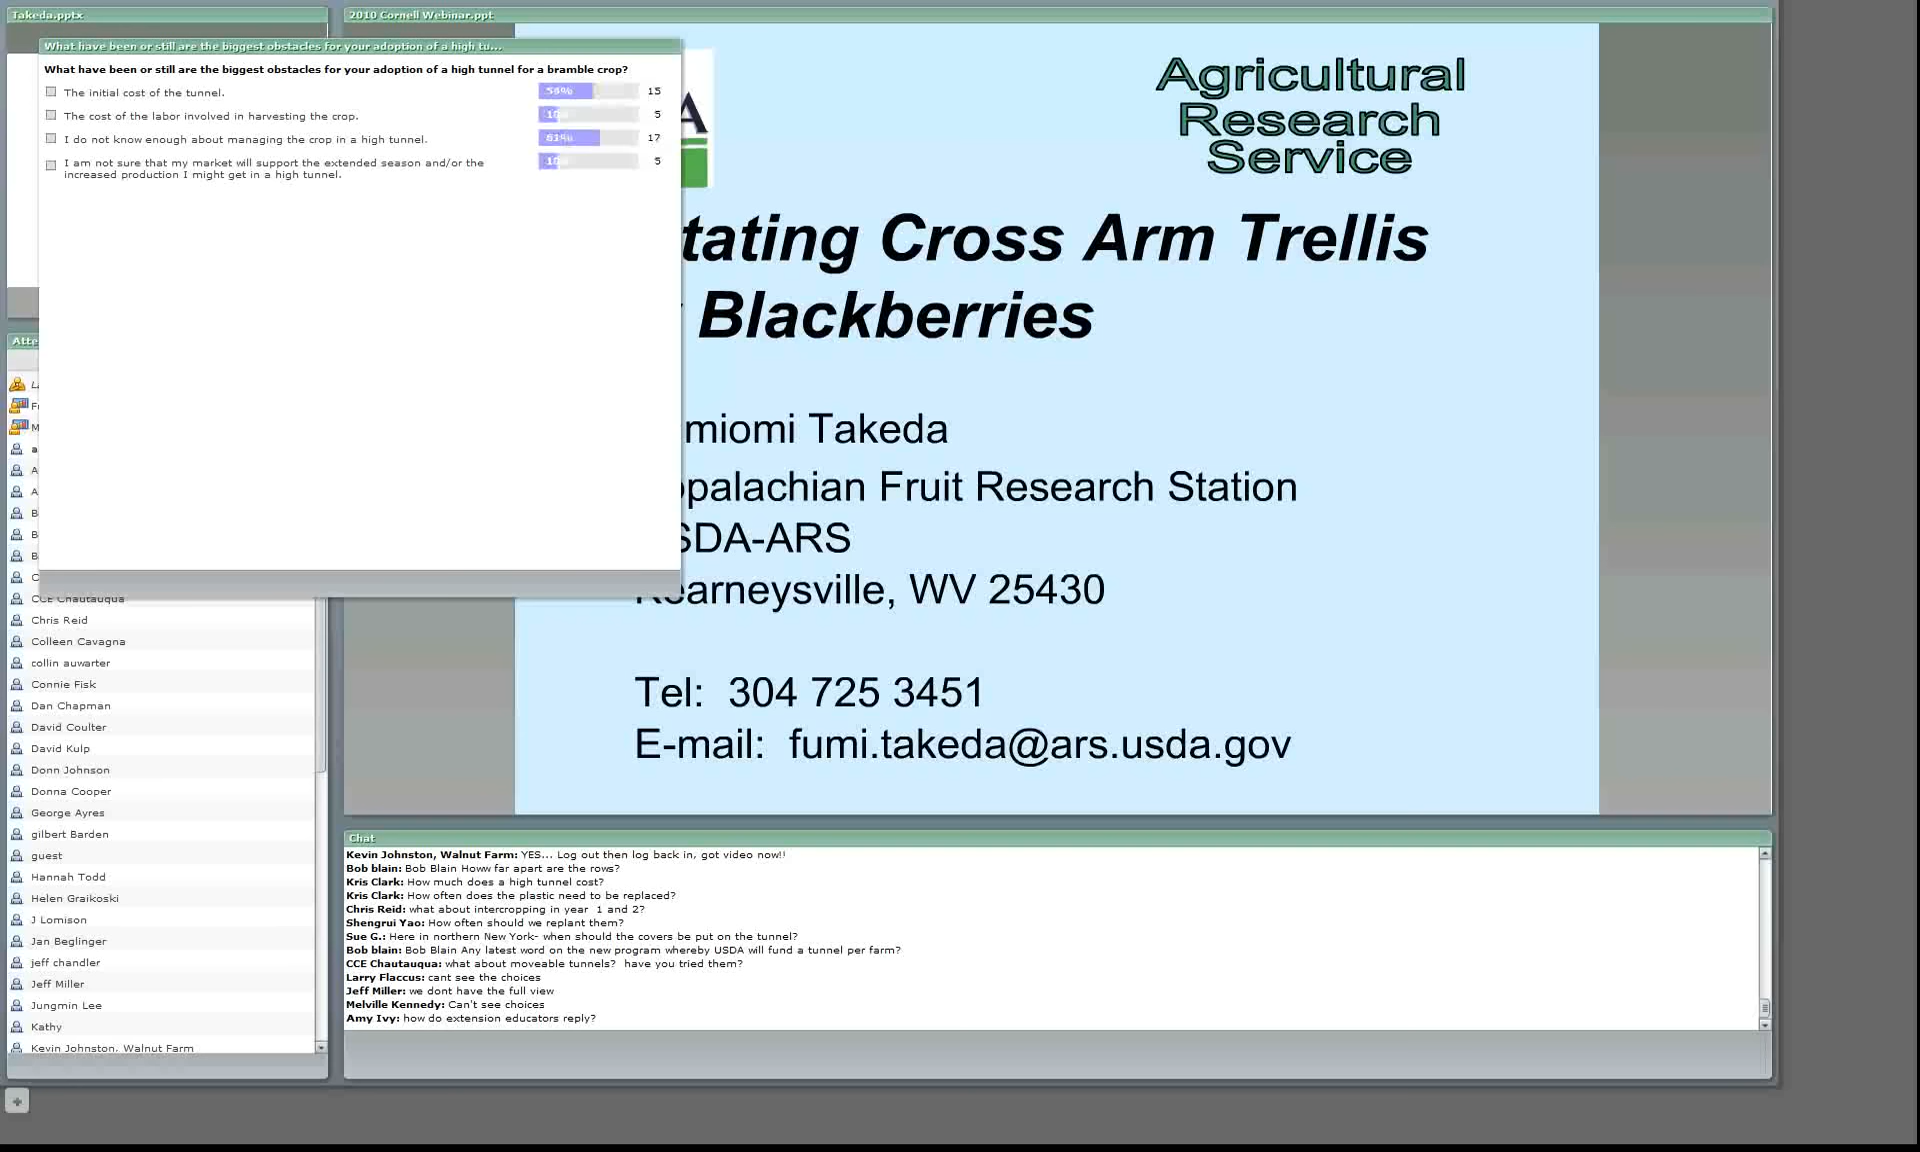 Takeda.pptx
2010 Cornell Webinar.ppt
What have been or still are the biggest obstacles for your adoption of a high tu...
What have been or still are the biggest obstacles for your adoption of a high tunnel for a bramble crop?
The initial cost of the tunnel. 15
The cost of the labor involved in harvesting the crop. 5
I do not know enough about managing the crop in a high tunnel. 17
I am not sure that my market will support the extended season and/or the 5
increased production I might get in a high tunnel.
A
Agricultural
Research
Service
tating Cross Arm Trellis
Blackberries
miomi Takeda
ppalachian Fruit Research Station
SDA-ARS
Kearneysville, WV 25430
Tel: 304 725 3451
E-mail: fumi.takeda@ars.usda.gov
Atte
L
F
M
a
A
A
B
B
B
C
CCE Chautauqua
Chris Reid
Colleen Cavagna
collin auwarter
Connie Fisk
Dan Chapman
David Coulter
David Kulp
Donn Johnson
Donna Cooper
George Ayres
gilbert Barden
guest
Hannah Todd
Helen Graikoski
J Lomison
Jan Beglinger
jeff chandler
Jeff Miller
Jungmin Lee
Kathy
Kevin Johnston, Walnut Farm
Chat
Kevin Johnston, Walnut Farm: YES... Log out then log back in, got video now!!
Bob blain: Bob Blain Howw far apart are the rows?
Kris Clark: How much does a high tunnel cost?
Kris Clark: How often does the plastic need to be replaced?
Chris Reid: what about intercropping in year 1 and 2?
Shengrui Yao: How often should we replant them?
Sue G.: Here in northern New York- when should the covers be put on the tunnel?
Bob blain: Bob Blain Any latest word on the new program whereby USDA will fund a tunnel per farm?
CCE Chautauqua: what about moveable tunnels? have you tried them?
Larry Flaccus: cant see the choices
Jeff Miller: we dont have the full view
Melville Kennedy: Can't see choices
Amy Ivy: how do extension educators reply?